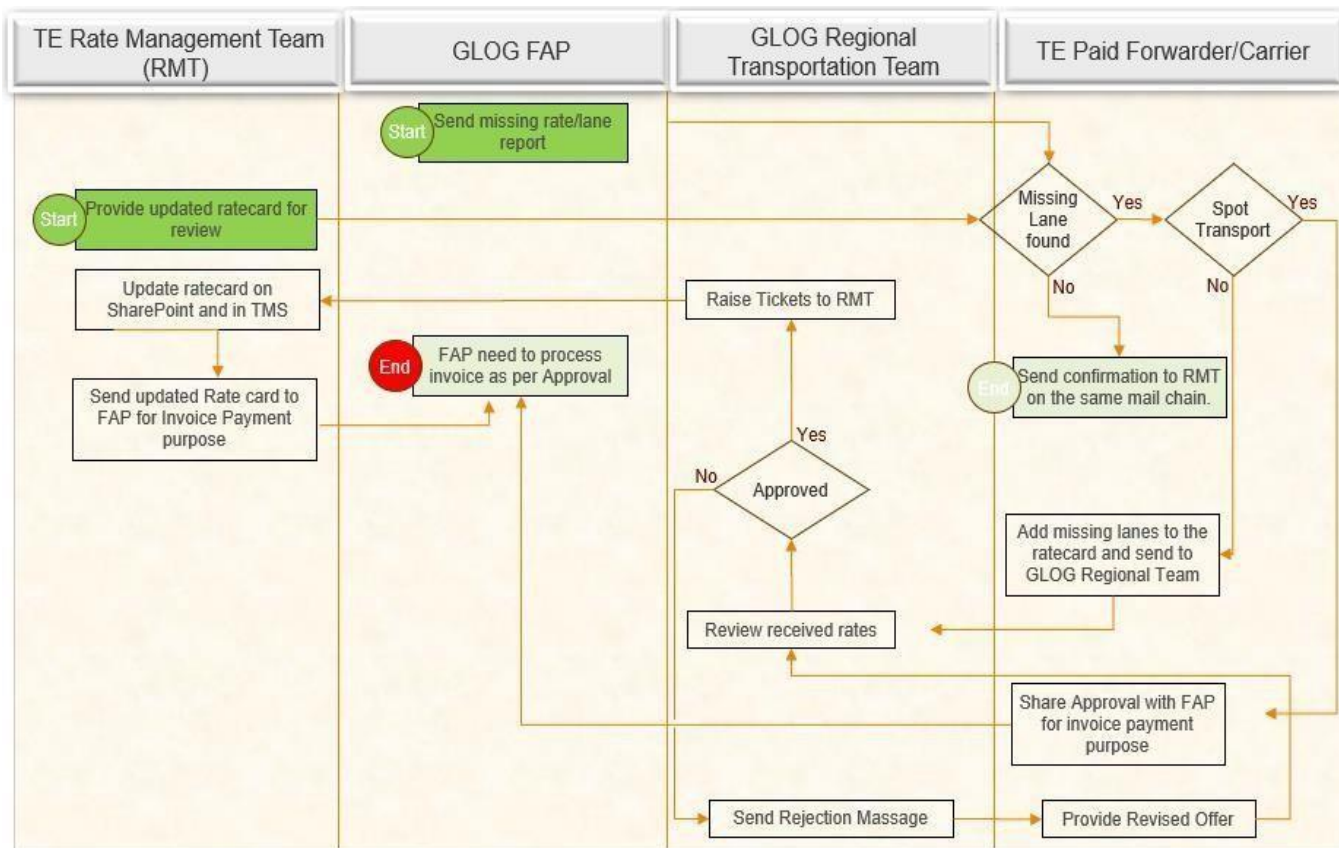 TE Rate Management Team
(RMT)
GLOG FAP
GLOG Regional
Transportation Team
TE Paid Forwarder/Carrier
Start
Send missing rate/lane
report
Start
Provide updated ratecard for
review
Missing
Lane
found
Yes
Spot
Transport
Yes
No
No
Update ratecard on
SharePoint and in TMS
Raise Tickets to RMT
End
FAP need to process
invoice as per Approval
End
Send confirmation to RMT
on the same mail chain.
Send updated Rate card to
FAP for Invoice Payment
purpose
Yes
No
Approved
Add missing lanes to the
ratecard and send to
GLOG Regional Team
Review received rates
Share Approval with FAP
for invoice payment
purpose
Send Rejection Massage
Provide Revised Offer